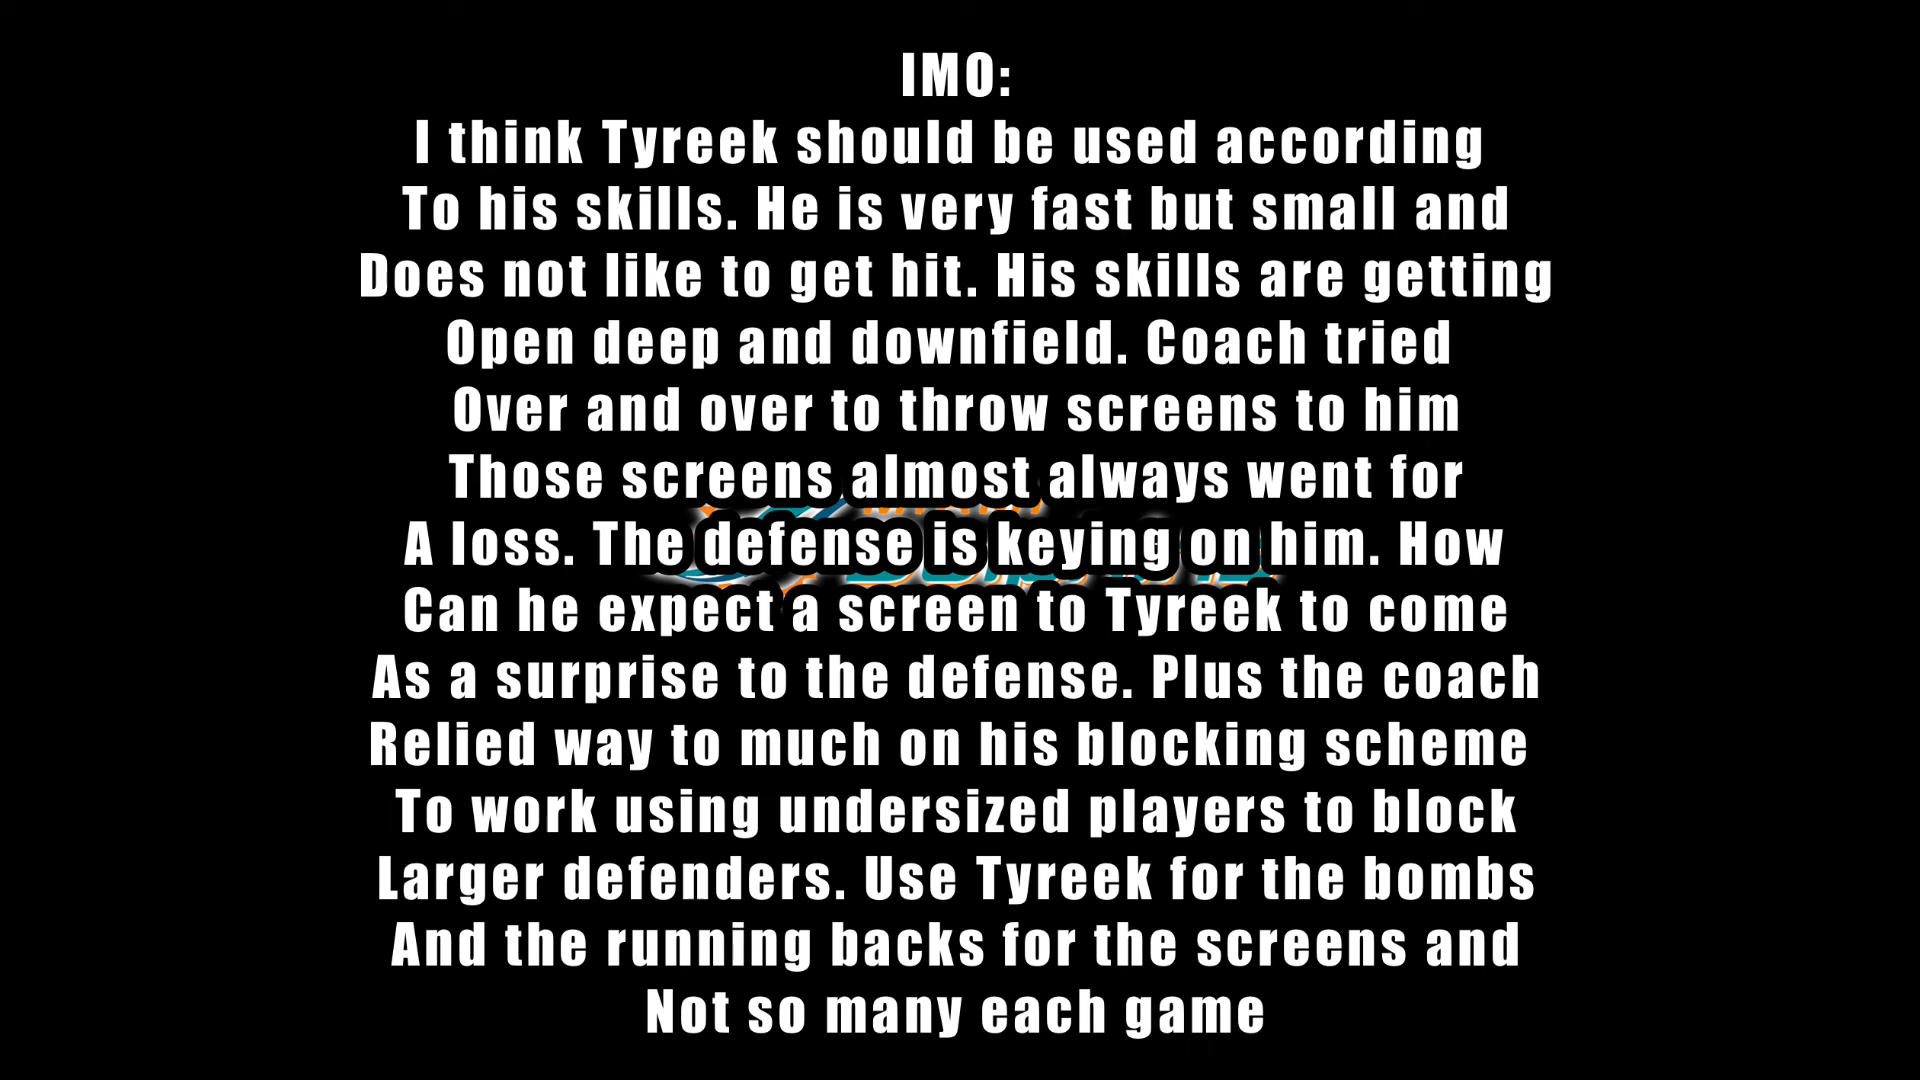 IMO:
I think Tyreek should be used according
To his skills. He is very fast but small and
Does not like to get hit. His skills are getting
Open deep and downfield. Coach tried
Over and over to throw screens to him
Those screens almost always went for
A loss. The defense is keying on him. How
Can he expect a screen to Tyreek to come
As a surprise to the defense. Plus the coach
Relied way to much on his blocking scheme
To work using undersized players to block
Larger defenders. Use Tyreek for the bombs
And the running backs for the screens and
Not so many each game